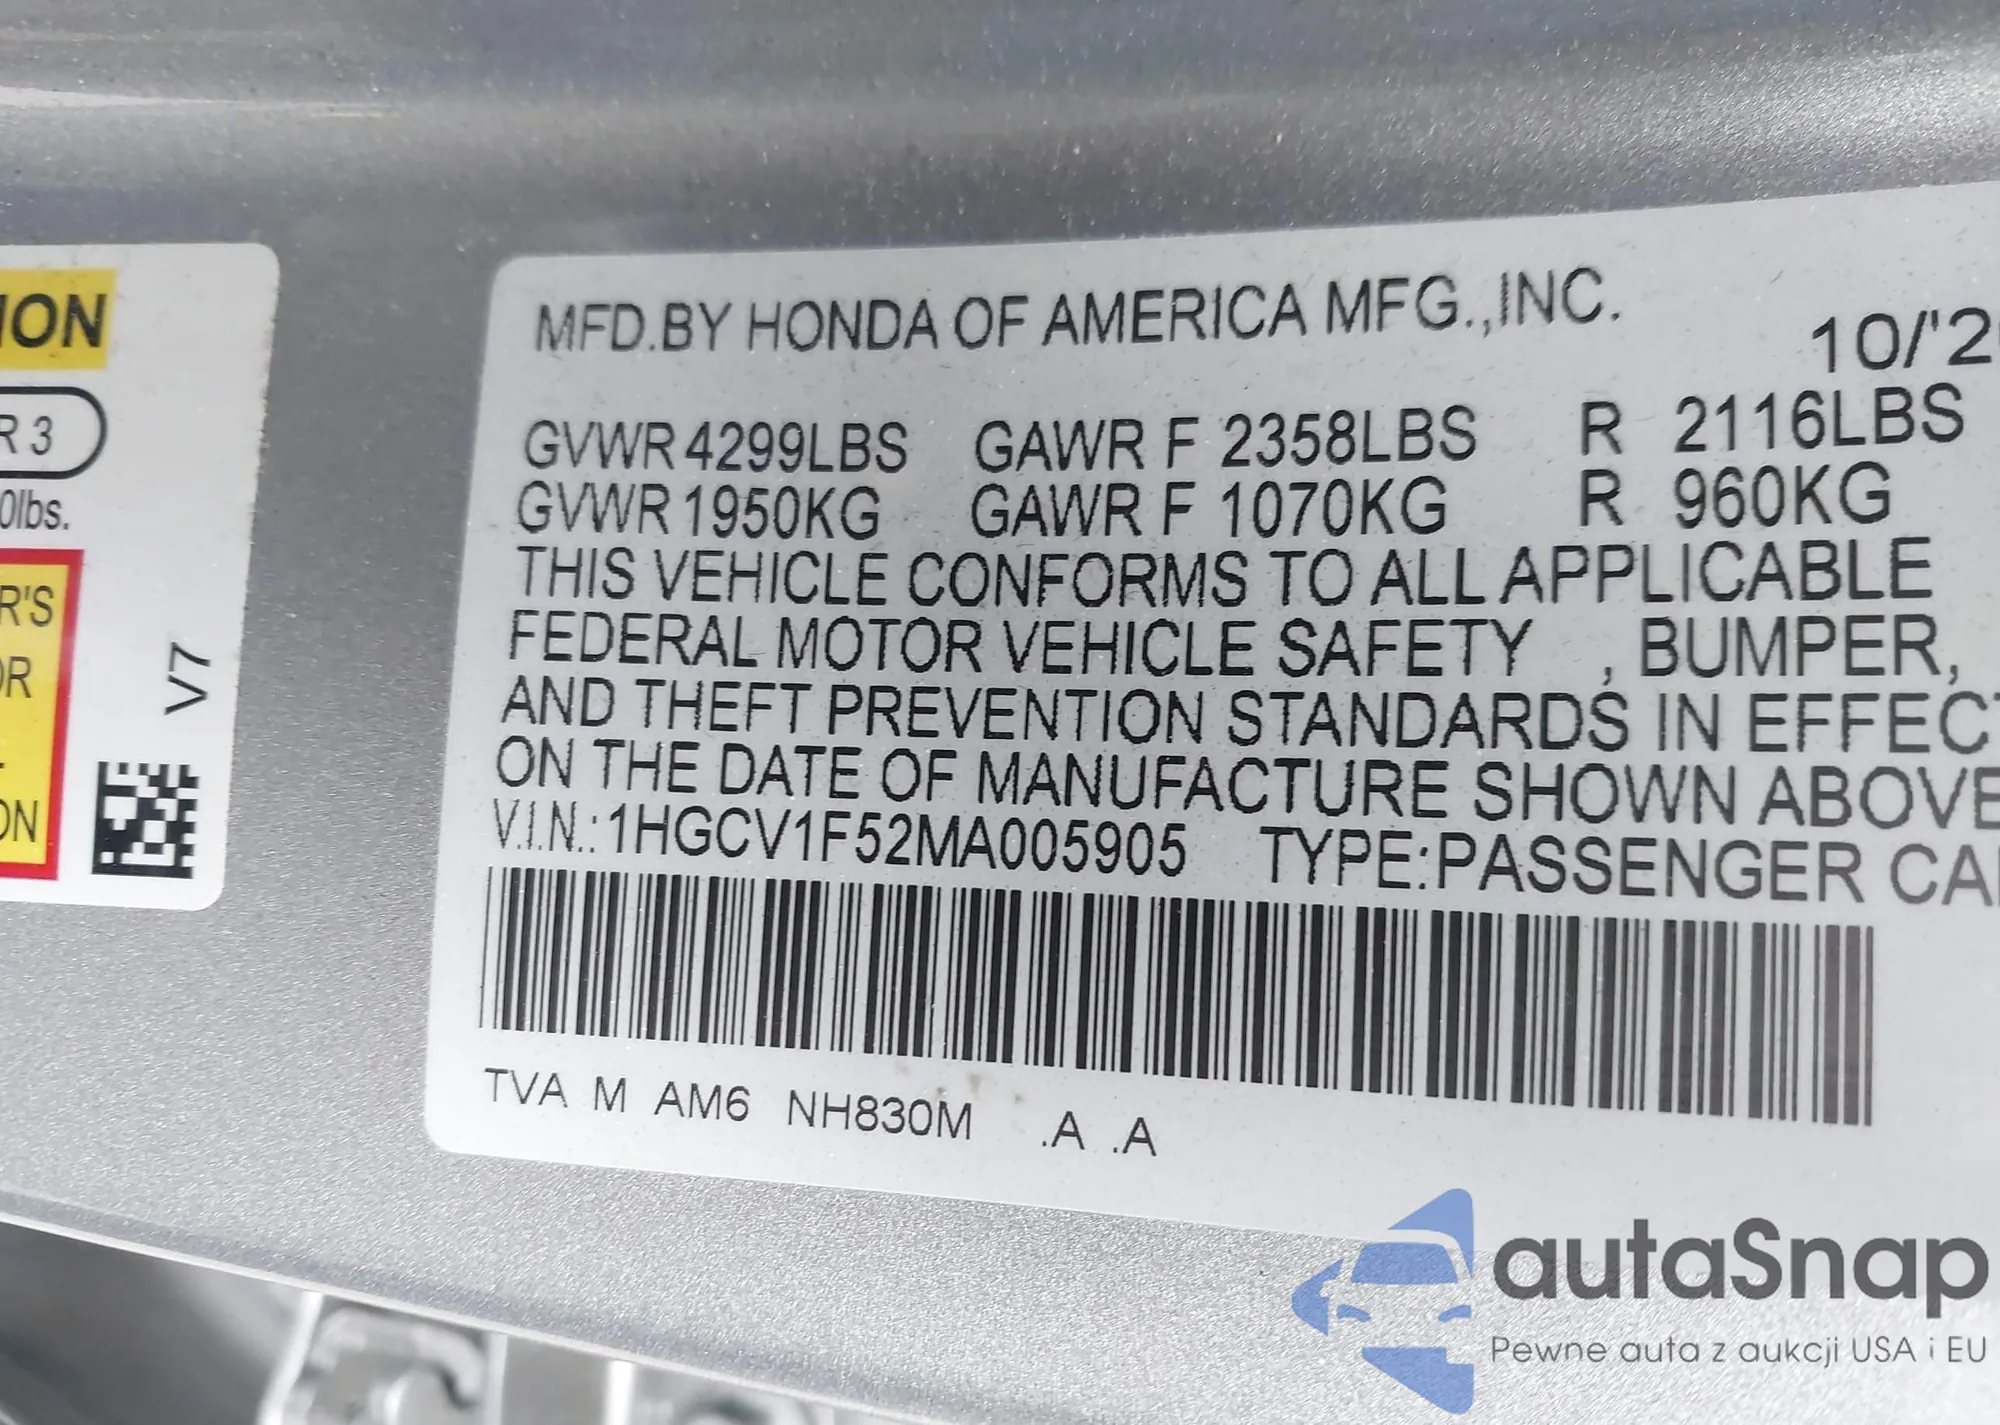 ION
R 3
0lbs.
R'S
OR
ON
V7
MFD.BY HONDA OF AMERICA MFG.,INC.
10/'20
GVWR 4299LBS GAWR F 2358LBS R 2116LBS
GVWR 1950KG GAWR F 1070KG R 960KG
THIS VEHICLE CONFORMS TO ALL APPLICABLE
FEDERAL MOTOR VEHICLE SAFETY , BUMPER,
AND THEFT PREVENTION STANDARDS IN EFFECT
ON THE DATE OF MANUFACTURE SHOWN ABOVE
V.I.N.:1HGCV1F52MA005905 TYPE:PASSENGER CA
TVA M AM6 NH830M .A .A
autaSnap
Pewne auta z aukcji USA i EU